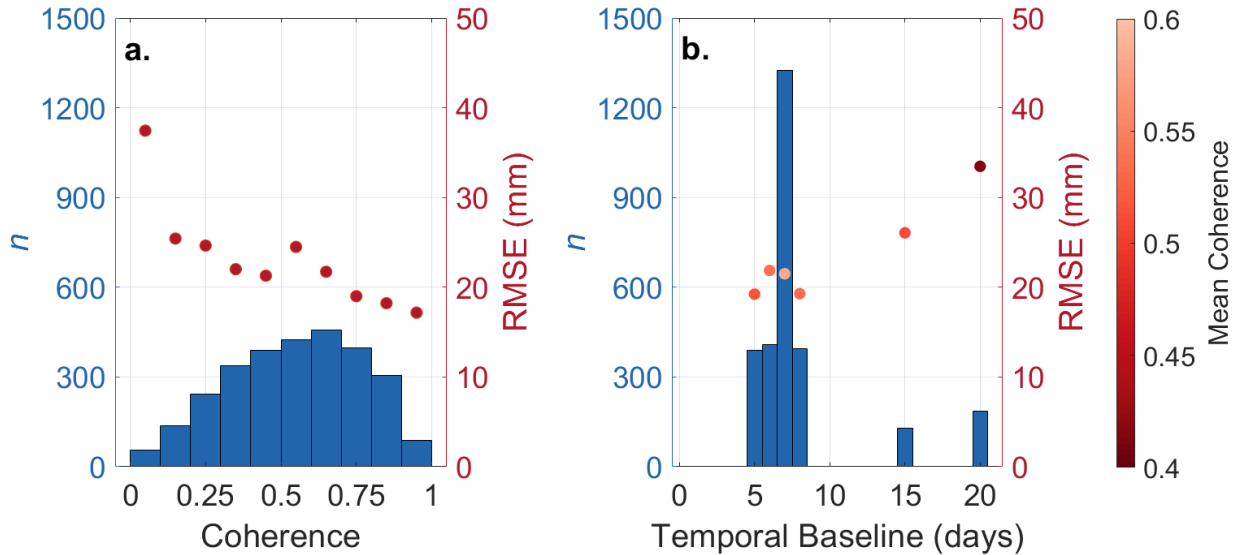 a.
1500
1200
900
600
300
0
n
50
40
30
20
10
0
RMSE (mm)
0 0.25 0.5 0.75 1
Coherence
b.
1500
1200
900
600
300
0
n
50
40
30
20
10
0
RMSE (mm)
0 5 10 15 20
Temporal Baseline (days)
0.6
0.55
0.5
0.45
0.4
Mean Coherence